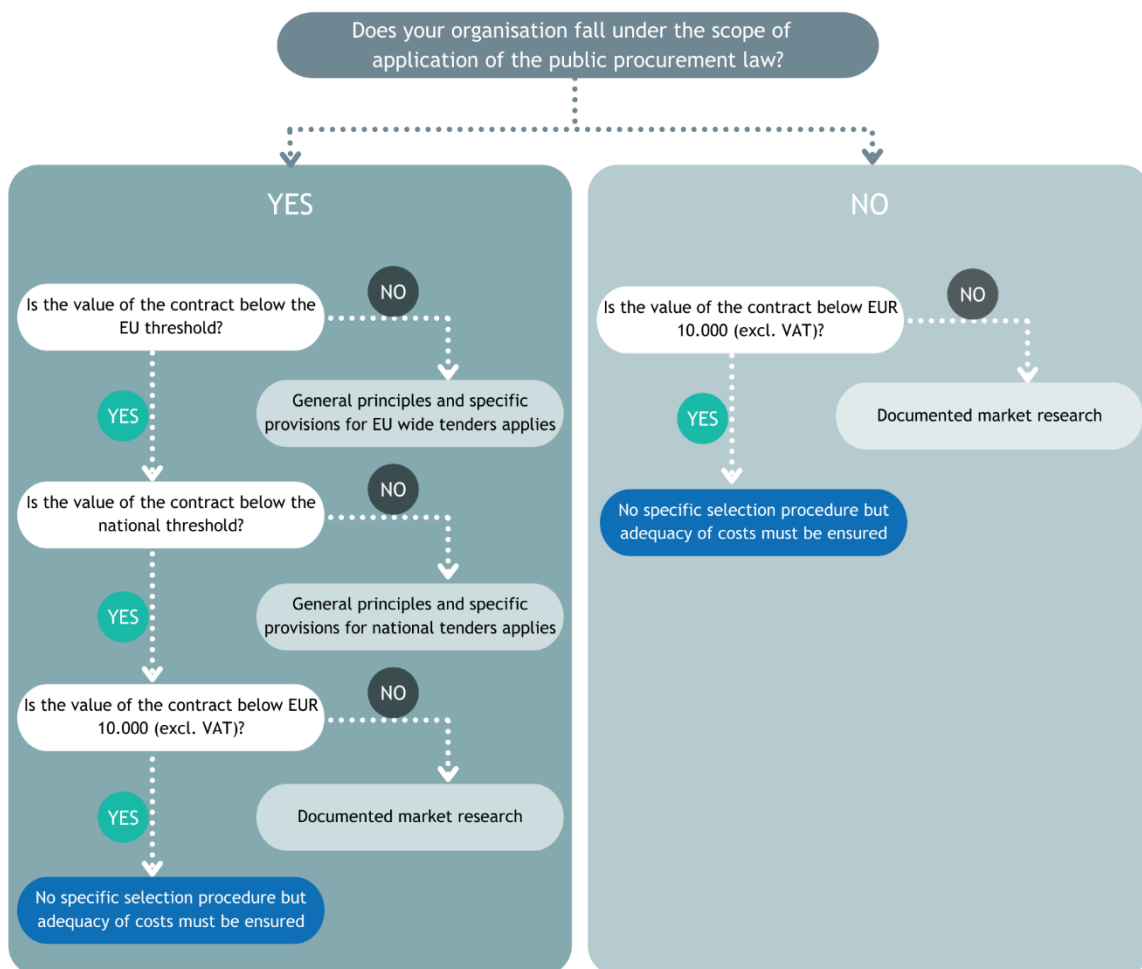 Does your organisation fall under the scope of
application of the public procurement law?
YES
Is the value of the contract below the
EU threshold?
NO
YES
General principles and specific
provisions for EU wide tenders applies
Is the value of the contract below the
national threshold?
NO
YES
General principles and specific
provisions for national tenders applies
Is the value of the contract below EUR
10.000 (excl. VAT)?
NO
YES
Documented market research
No specific selection procedure but
adequacy of costs must be ensured
NO
Is the value of the contract below EUR
10.000 (excl. VAT)?
NO
YES
Documented market research
No specific selection procedure but
adequacy of costs must be ensured